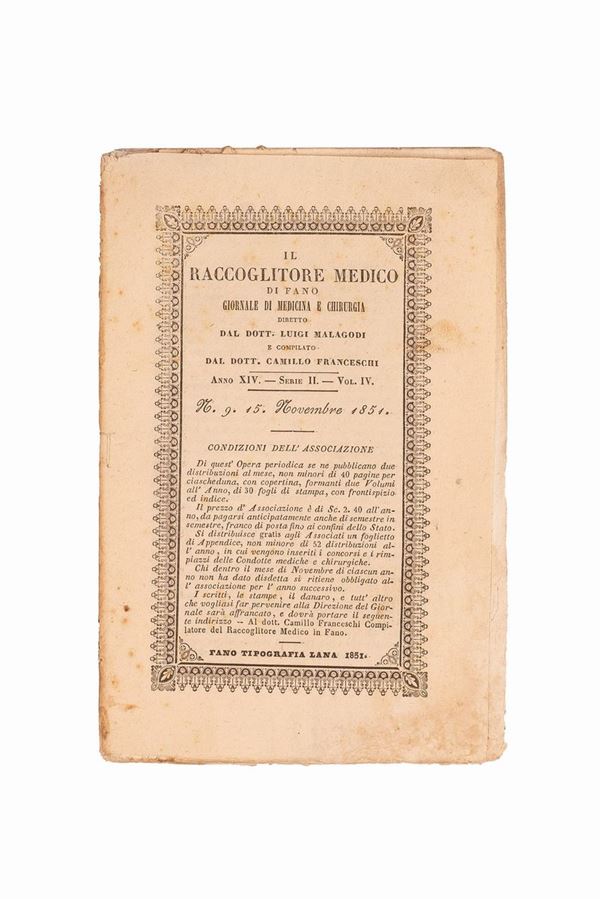 IL
RACCOGLITORE MEDICO
DI FANO
GIORNALE DI MEDICINA E CHIRURGIA
DIRETTO
DAL DOTT. LUIGI MALAGODI
E COMPILATO
DAL DOTT. CAMILLO FRANCESCHI
ANNO XIV. — SERIE II. — VOL. IV.
N. 9. 15. Novembre 1851.
CONDIZIONI DELL' ASSOCIAZIONE
Di quest' Opera periodica se ne pubblicano due
distribuzioni al mese, non minori di 40 pagine per
ciascheduna, con copertina, formanti due Volumi
all' Anno, di 30 fogli di stampa, con frontispizio
ed indice.
Il prezzo d' Associazione è di Sc. 2. 40 all' an-
no, da pagarsi anticipatamente anche di semestre in
semestre, franco di posta fino ai confini dello Stato.
Si distribuisce gratis agli Associati un foglietto
di Appendice, non minore di 52 distribuzioni al-
l' anno, in cui vengono inseriti i concorsi e i rim-
piazzi delle Condotte mediche e chirurgiche.
Chi dentro il mese di Novembre di ciascun an-
no non ha dato disdetta si ritiene obbligato al-
l' associazione per l' anno successivo.
I scritti, le stampe, il danaro, e tutt' altro
che vogliasi far pervenire alla Direzione del Gior-
nale sarà affrancato, e dovrà portare il seguen-
te indirizzo — Al dott. Camillo Franceschi Compi-
latore del Raccoglitore Medico in Fano.
FANO TIPOGRAFIA LANA 1851.